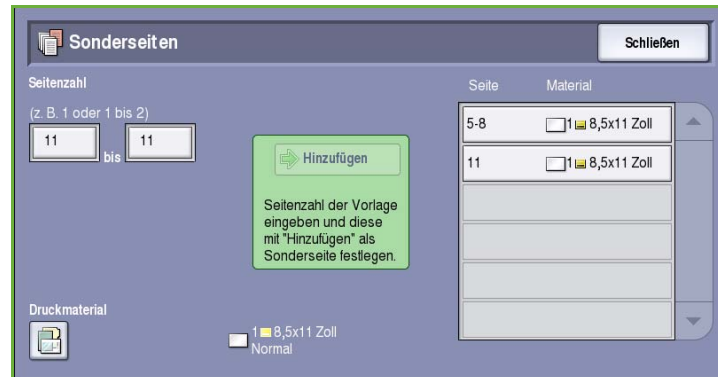 Sonderseiten
Schließen
Seitenzahl
(z. B. 1 oder 1 bis 2)
11 bis 11
Hinzufügen
Seitenzahl der Vorlage
eingeben und diese
mit "Hinzufügen" als
Sonderseite festlegen.
Seite Material
5-8 1 8,5x11 Zoll
11 1 8,5x11 Zoll
Druckmaterial
1 8,5x11 Zoll
Normal